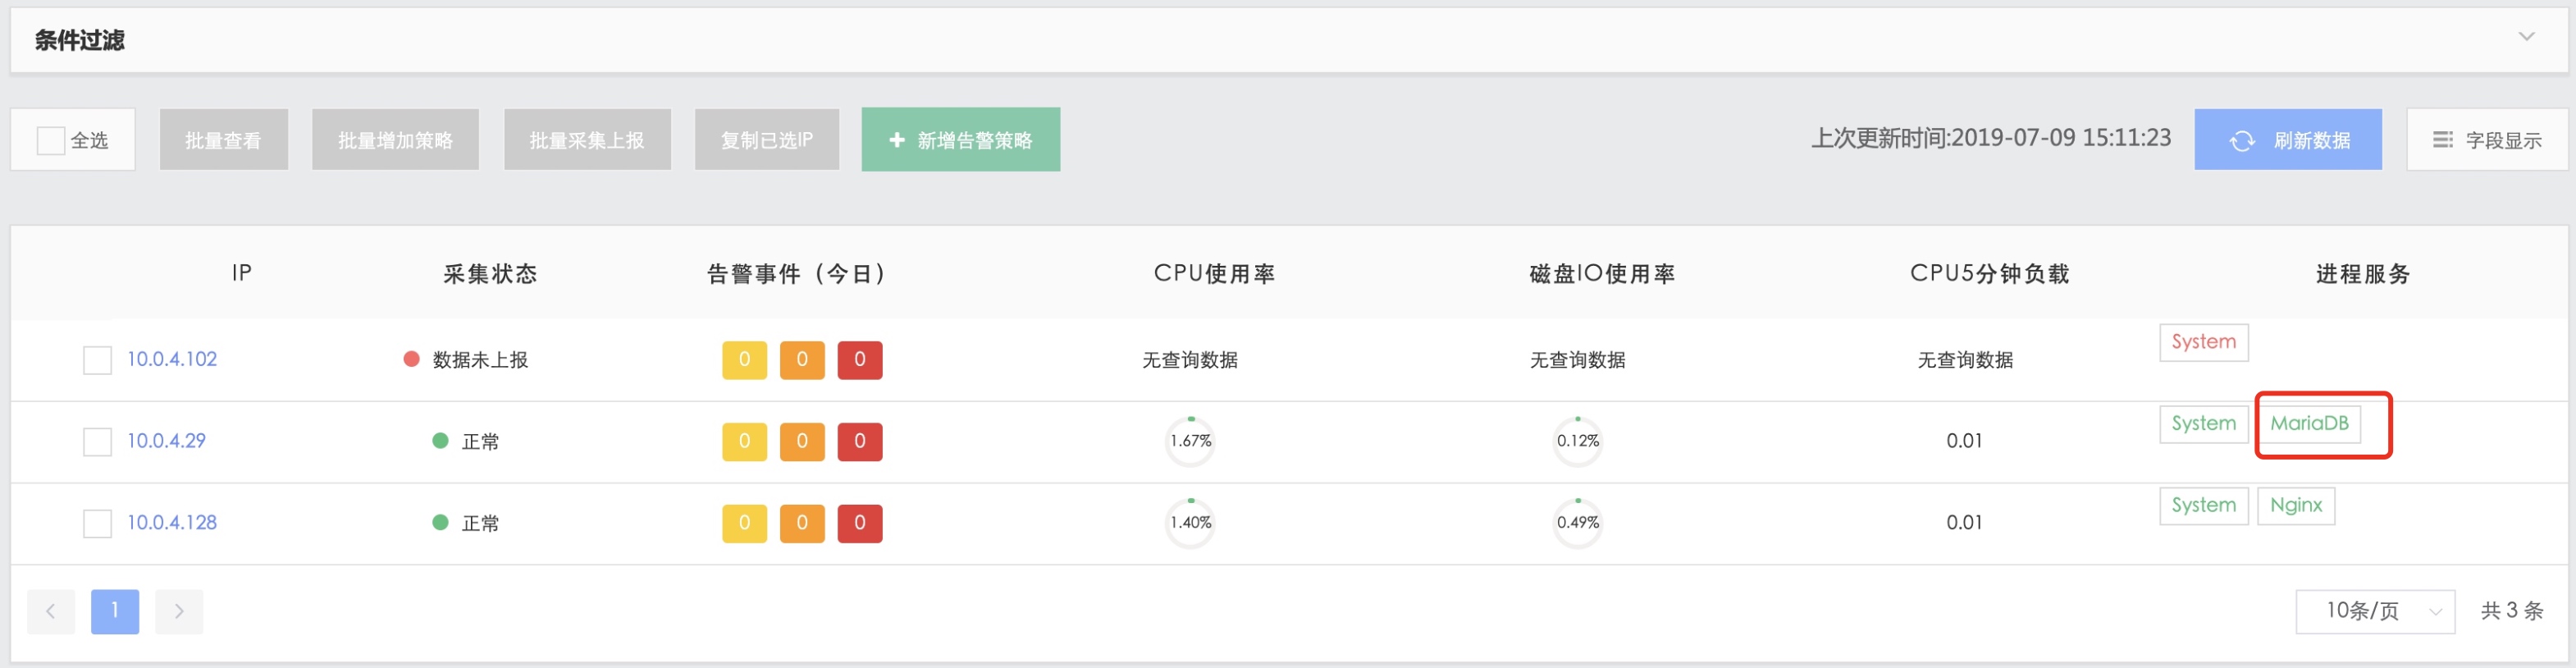 条件过滤
全选 批量查看 批量增加策略 批量采集上报 复制已选IP + 新增告警策略 上次更新时间:2019-07-09 15:11:23 刷新数据 字段显示
IP 采集状态 告警事件（今日） CPU使用率 磁盘IO使用率 CPU5分钟负载 进程服务
10.0.4.102 数据未上报 0 0 0 无查询数据 无查询数据 无查询数据 System
10.0.4.29 正常 0 0 0 1.67% 0.12% 0.01 System MariaDB
10.0.4.128 正常 0 0 0 1.40% 0.49% 0.01 System Nginx
1 10条/页 共 3 条